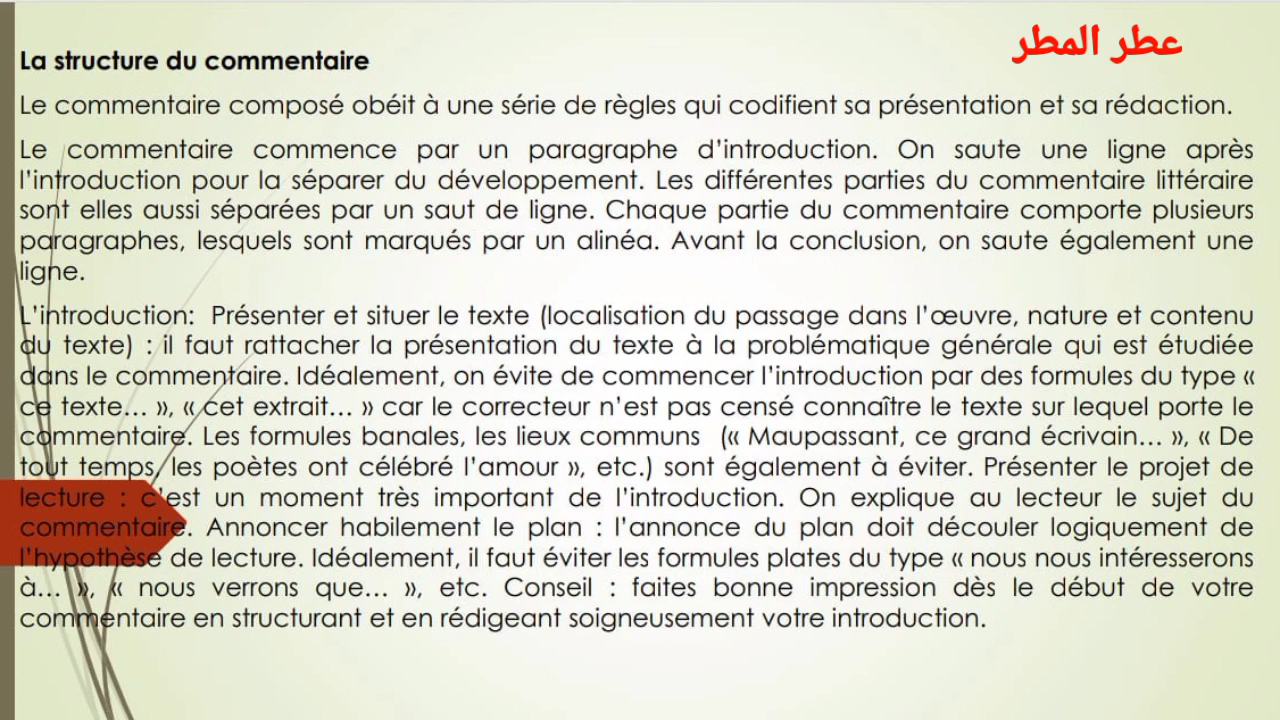 عطر المطر
La structure du commentaire
Le commentaire composé obéit à une série de règles qui codifient sa présentation et sa rédaction.
Le commentaire commence par un paragraphe d’introduction. On saute une ligne après
l’introduction pour la séparer du développement. Les différentes parties du commentaire littéraire
sont elles aussi séparées par un saut de ligne. Chaque partie du commentaire comporte plusieurs
paragraphes, lesquels sont marqués par un alinéa. Avant la conclusion, on saute également une
ligne.
L’introduction: Présenter et situer le texte (localisation du passage dans l’œuvre, nature et contenu
du texte) : il faut rattacher la présentation du texte à la problématique générale qui est étudiée
dans le commentaire. Idéalement, on évite de commencer l’introduction par des formules du type «
ce texte… », « cet extrait… » car le correcteur n’est pas censé connaître le texte sur lequel porte le
commentaire. Les formules banales, les lieux communs (« Maupassant, ce grand écrivain… », « De
tout temps, les poètes ont célébré l’amour », etc.) sont également à éviter. Présenter le projet de
lecture : c’est un moment très important de l’introduction. On explique au lecteur le sujet du
commentaire. Annoncer habilement le plan : l’annonce du plan doit découler logiquement de
l’hypothèse de lecture. Idéalement, il faut éviter les formules plates du type « nous nous intéresserons
à… », « nous verrons que… », etc. Conseil : faites bonne impression dès le début de votre
commentaire en structurant et en rédigeant soigneusement votre introduction.